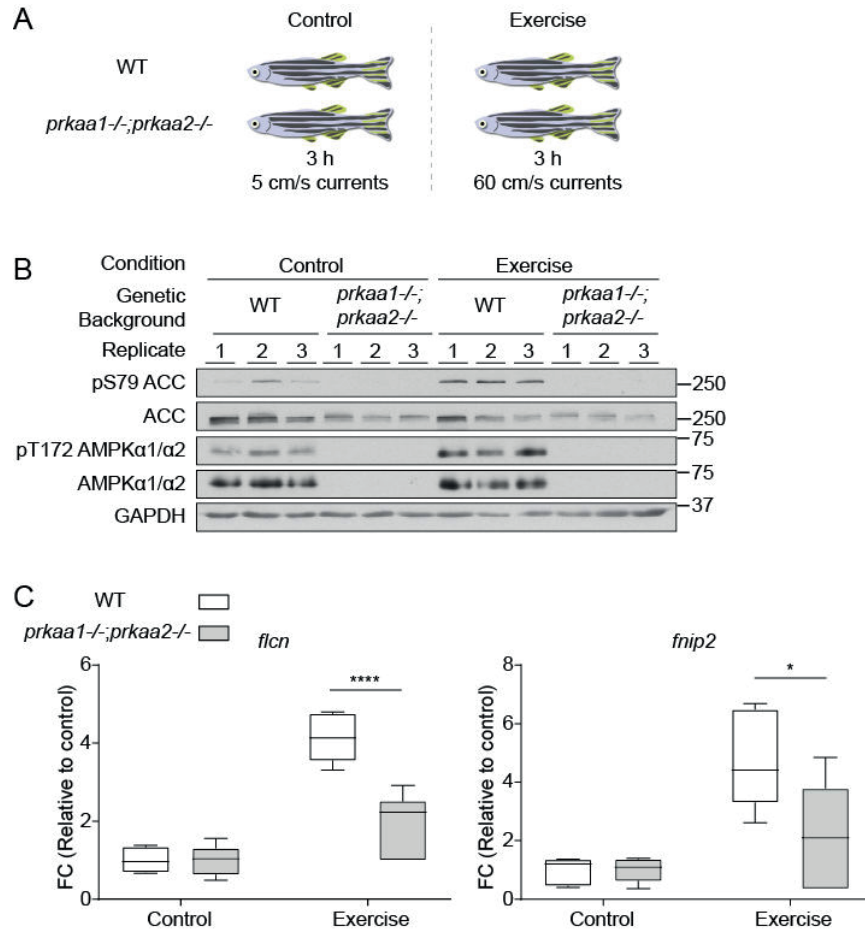 A
Control Exercise
WT
prkaa1-/-;prkaa2-/-
3 h 3 h
5 cm/s currents 60 cm/s currents
B
Condition Control Exercise
Genetic Background WT prkaa1-/-; prkaa2-/- WT prkaa1-/-; prkaa2-/-
Replicate 1 2 3 1 2 3 1 2 3 1 2 3
pS79 ACC 250
ACC 250
75
pT172 AMPKα1/α2
75
AMPKα1/α2
37
GAPDH
C
WT
prkaa1-/-;prkaa2-/-
flcn
FC (Relative to control)
6
4
2
0
****
Control Exercise
fnip2
FC (Relative to control)
8
6
4
2
0
*
Control Exercise